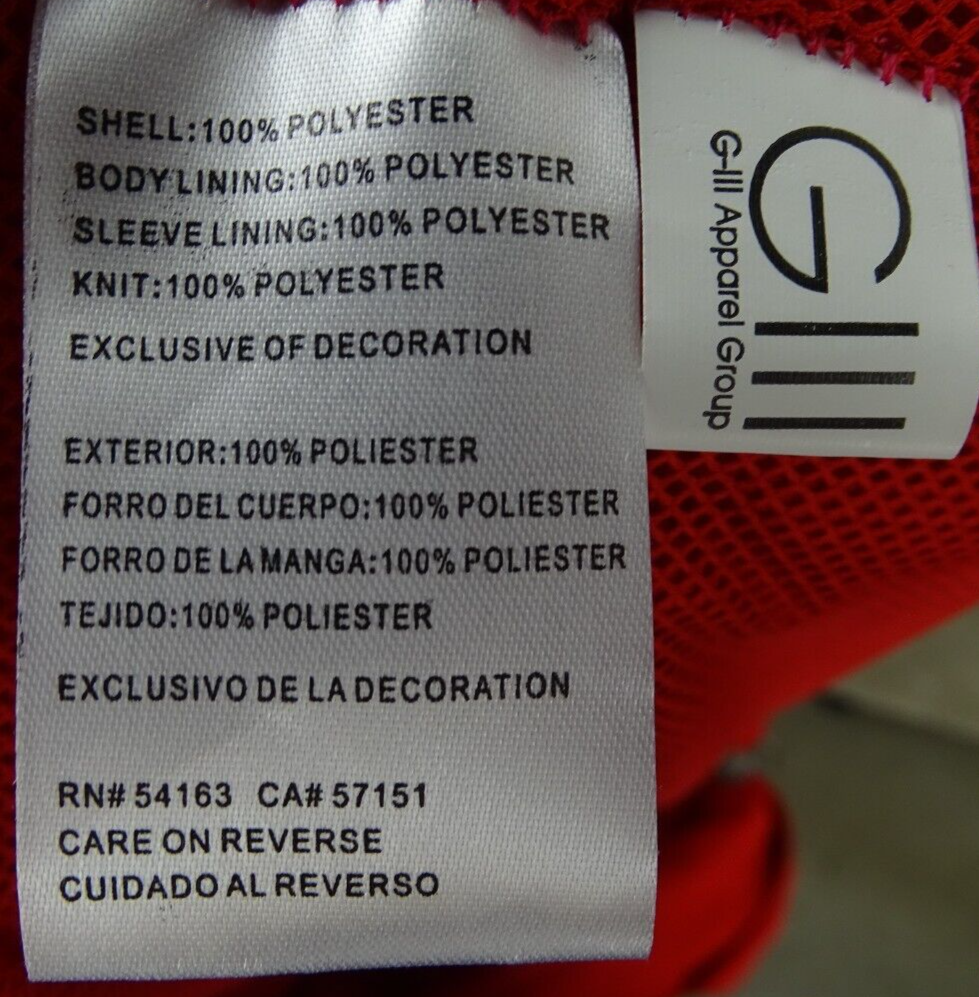 SHELL:100% POLYESTER
BODY LINING:100% POLYESTER
SLEEVE LINING:100% POLYESTER
KNIT:100% POLYESTER
EXCLUSIVE OF DECORATION
EXTERIOR:100% POLIESTER
FORRO DEL CUERPO:100% POLIESTER
FORRO DE LA MANGA:100% POLIESTER
TEJIDO:100% POLIESTER
EXCLUSIVO DE LA DECORATION
RN# 54163 CA# 57151
CARE ON REVERSE
CUIDADO AL REVERSO
GIII
G-III Apparel Group